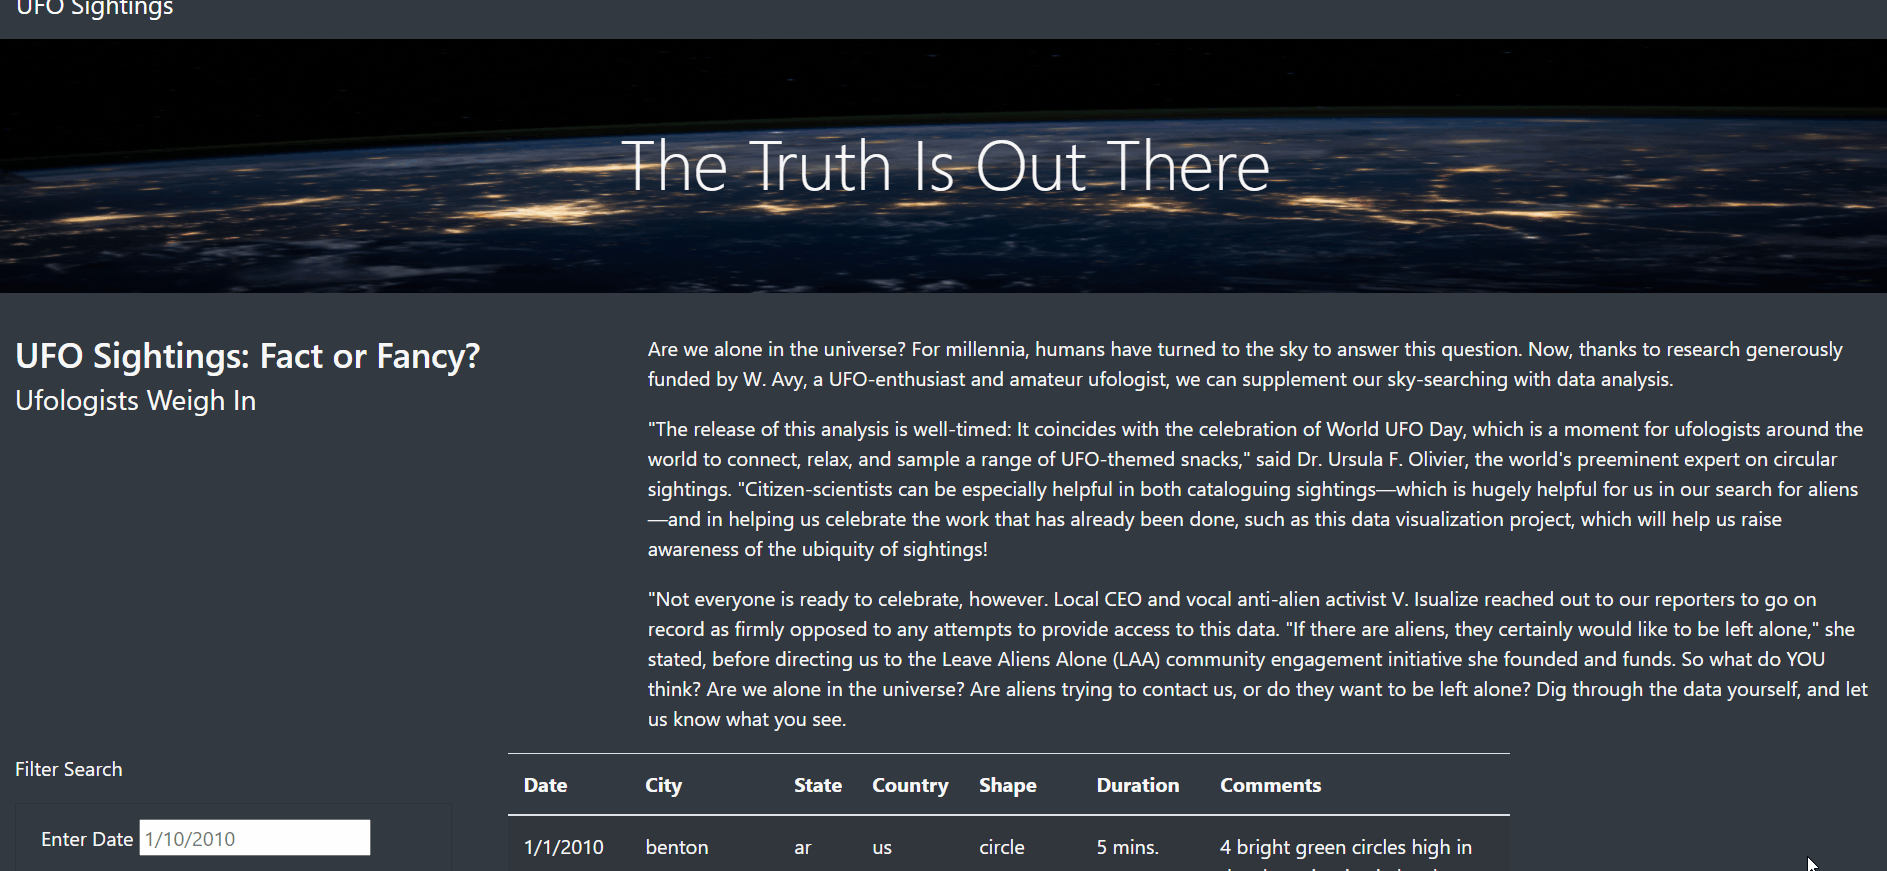 UFO Sightings
The Truth Is Out There
UFO Sightings: Fact or Fancy?
Ufologists Weigh In
Are we alone in the universe? For millennia, humans have turned to the sky to answer this question. Now, thanks to research generously
funded by W. Avy, a UFO-enthusiast and amateur ufologist, we can supplement our sky-searching with data analysis.
"The release of this analysis is well-timed: It coincides with the celebration of World UFO Day, which is a moment for ufologists around the
world to connect, relax, and sample a range of UFO-themed snacks," said Dr. Ursula F. Olivier, the world's preeminent expert on circular
sightings. "Citizen-scientists can be especially helpful in both cataloguing sightings—which is hugely helpful for us in our search for aliens
—and in helping us celebrate the work that has already been done, such as this data visualization project, which will help us raise
awareness of the ubiquity of sightings!
"Not everyone is ready to celebrate, however. Local CEO and vocal anti-alien activist V. Isualize reached out to our reporters to go on
record as firmly opposed to any attempts to provide access to this data. "If there are aliens, they certainly would like to be left alone," she
stated, before directing us to the Leave Aliens Alone (LAA) community engagement initiative she founded and funds. So what do YOU
think? Are we alone in the universe? Are aliens trying to contact us, or do they want to be left alone? Dig through the data yourself, and let
us know what you see.
Filter Search
Enter Date 1/10/2010
Date City State Country Shape Duration Comments
1/1/2010 benton ar us circle 5 mins. 4 bright green circles high in